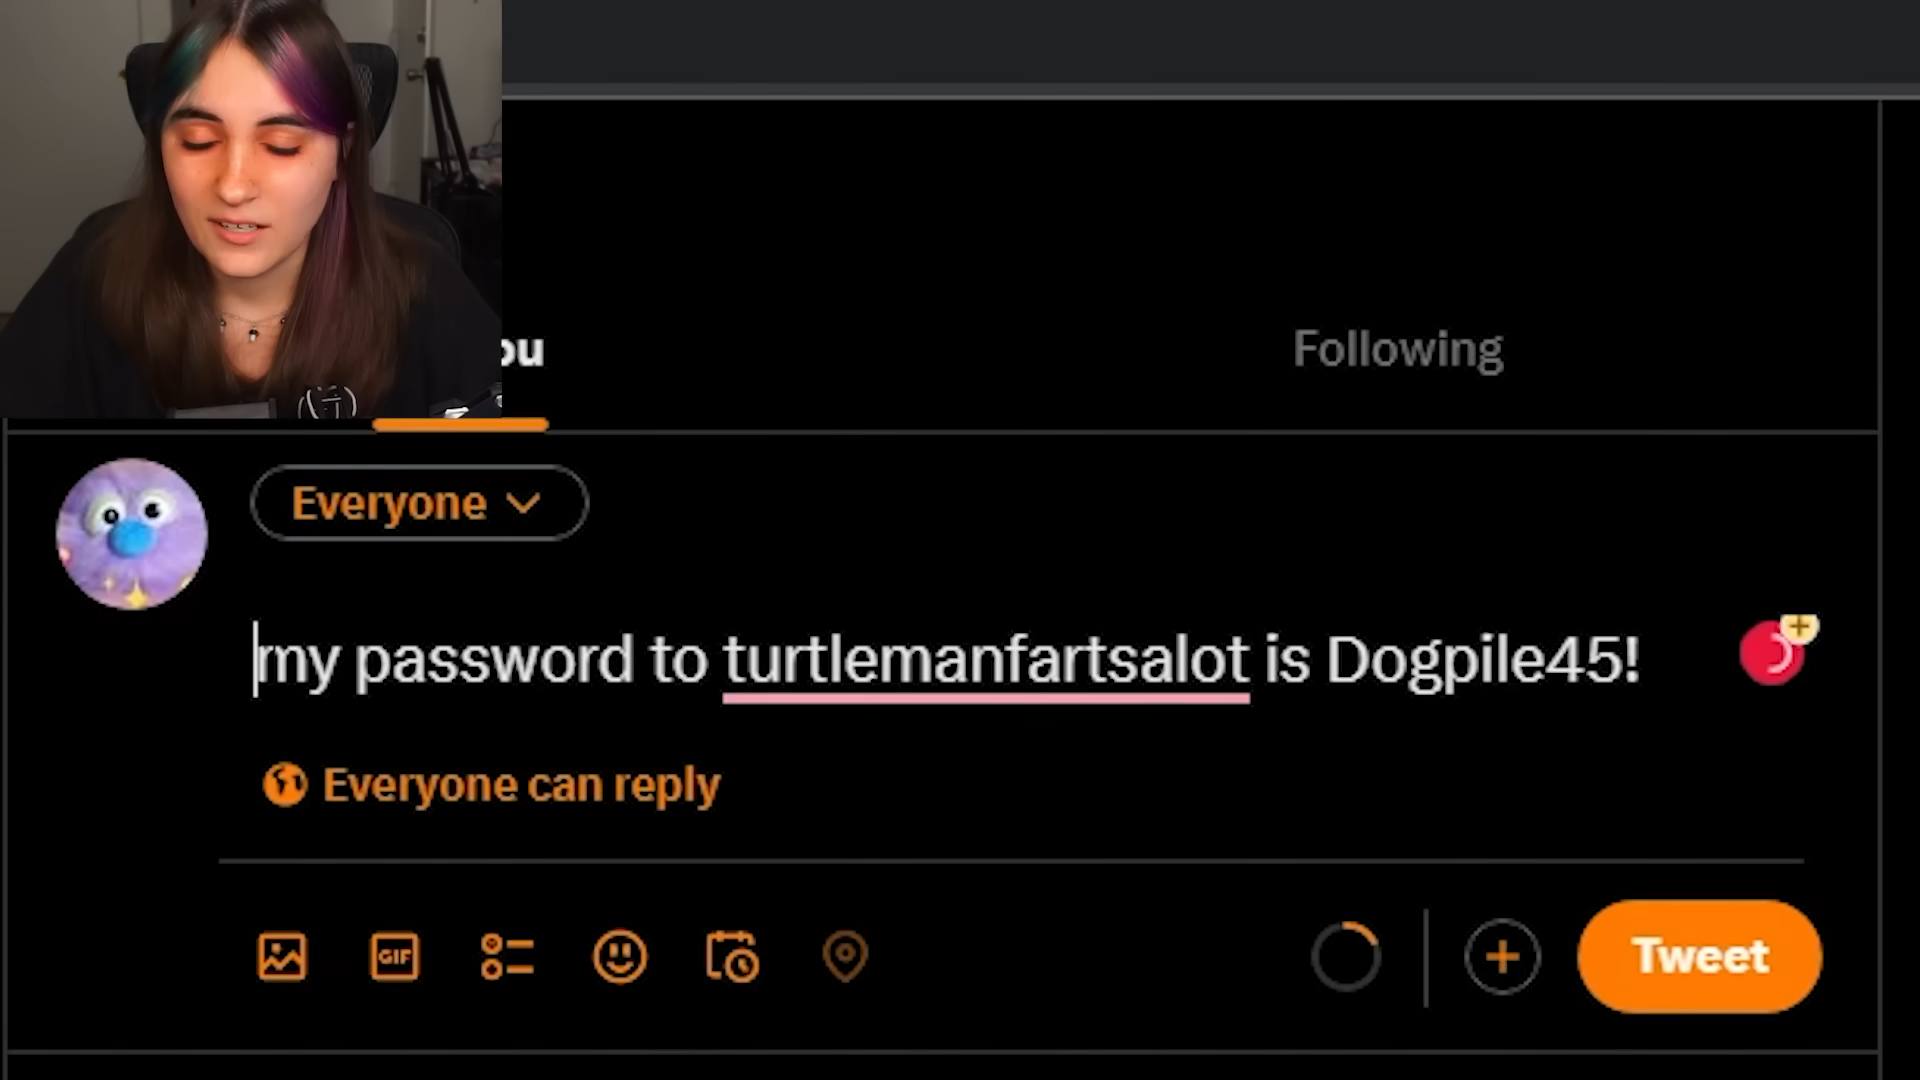 ou
Following
Everyone
my password to turtlemanfartsalot is Dogpile45!
Everyone can reply
GIF
Tweet